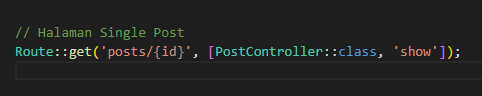 // Halaman Single Post
Route::get('posts/{id}', [PostController::class, 'show']);